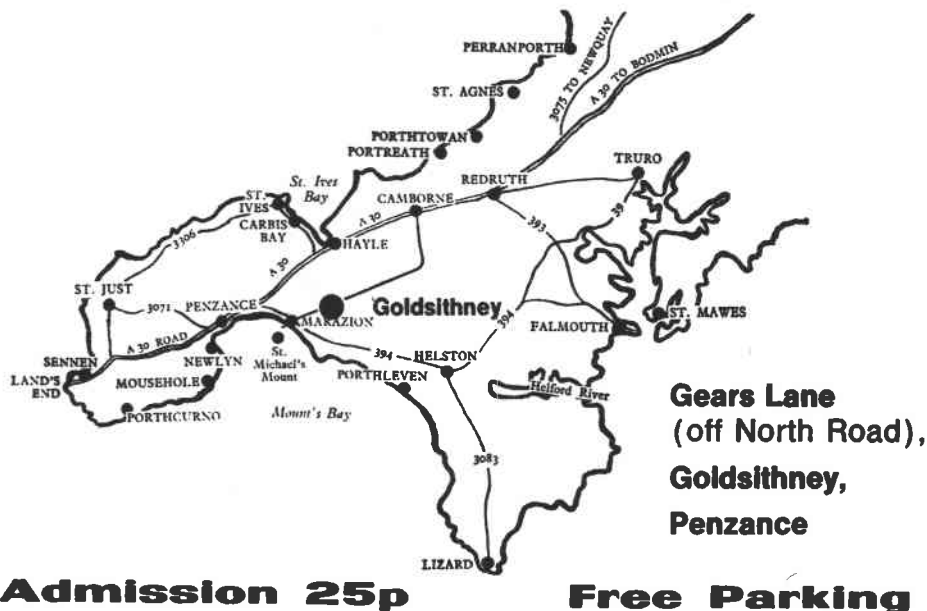 PERRANPORTH
3075 TO NEWQUAY
A 30 TO BODMIN
ST. AGNES
PORTHTOWAN
PORTREATH
TRURO
St. Ives
Bay
REDRUTH
ST.
IVES
CAMBORNE
39
CARBIS
BAY
A 30
393
3306
HAYLE
A 30
ST. JUST
3071
PENZANCE
Goldsithney
MARAZION
394
FALMOUTH
ST. MAWES
A 30 ROAD
SENNEN
NEWLYN
St.
Michael's
Mount
394
HELSTON
LAND'S
END
MOUSEHOLE
PORTHLEVEN
Helford River
PORTHCURNO
Mount's Bay
3083
LIZARD
Gears Lane
(off North Road),
Goldsithney,
Penzance
Admission 25p
Free Parking